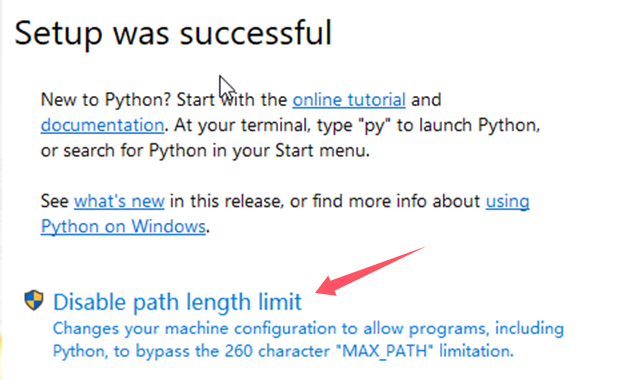 Setup was successful
New to Python? Start with the online tutorial and
documentation. At your terminal, type "py" to launch Python,
or search for Python in your Start menu.
See what's new in this release, or find more info about using
Python on Windows.
Disable path length limit
Changes your machine configuration to allow programs, including
Python, to bypass the 260 character "MAX_PATH" limitation.